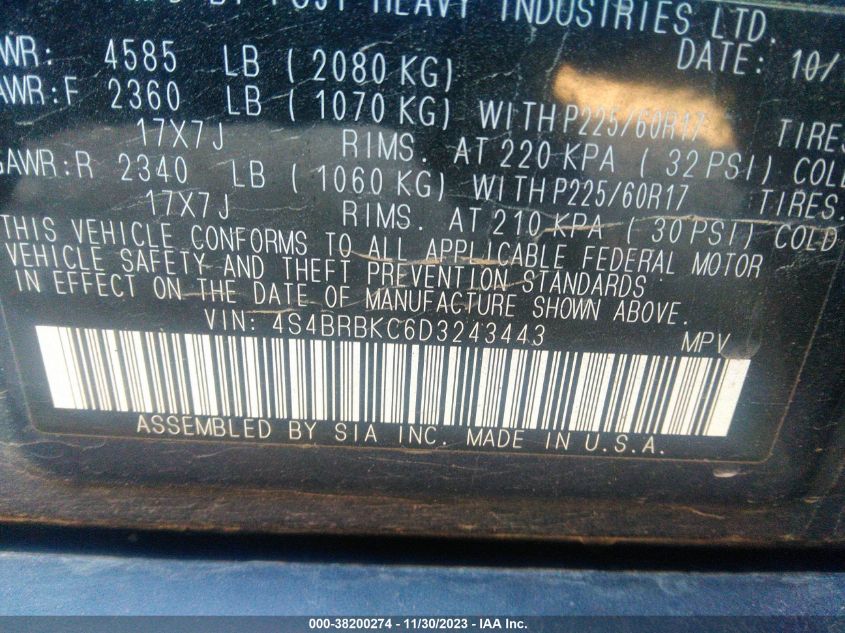 HEAVY INDUSTRIES LTD.
DATE: 10/
WR: 4585 LB (2080 KG)
AWR:F 2360 LB (1070 KG) WITH P225/60R17 TIRES
17X7J RIMS. AT 220 KPA (32 PSI) COLD
GAWR:R 2340 LB (1060 KG) WITH P225/60R17 TIRES.
17X7J RIMS. AT 210 KPA (30 PSI) COLD
THIS VEHICLE CONFORMS TO ALL APPLICABLE FEDERAL MOTOR
VEHICLE SAFETY AND THEFT PREVENTION STANDARDS
IN EFFECT ON THE DATE OF MANUFACTURE SHOWN ABOVE.
VIN: 4S4BRBKC6D3243443 MPV
ASSEMBLED BY SIA INC. MADE IN U.S.A.
000-38200274 - 11/30/2023 - IAA Inc.